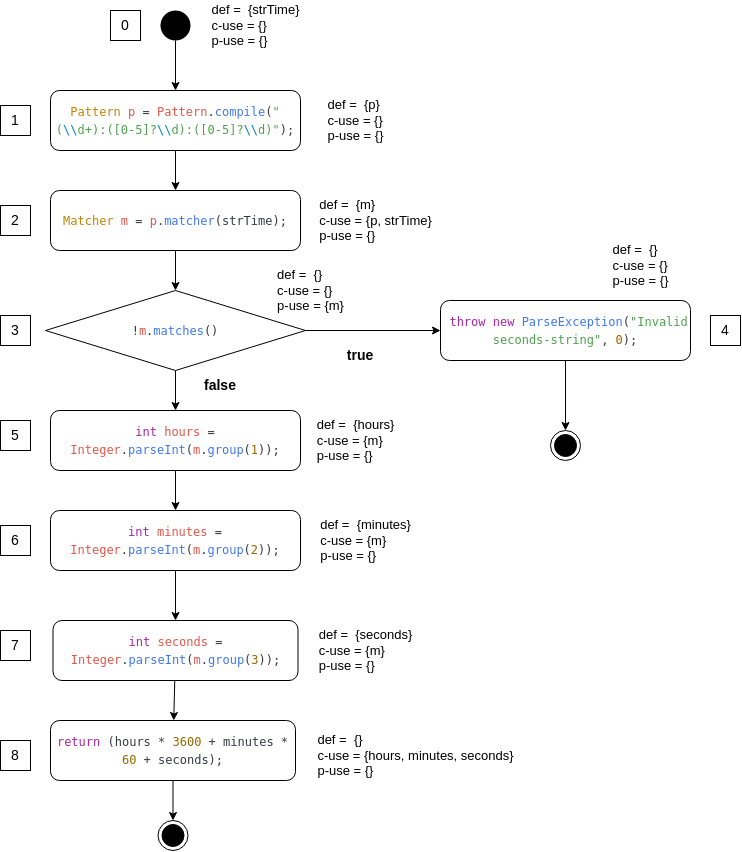 0
def =  {strTime}
c-use = {}
p-use = {}
1
Pattern p = Pattern.compile("
(\\d+):([0-5]?\\d):([0-5]?\\d)");
def =  {p}
c-use = {}
p-use = {}
2
Matcher m = p.matcher(strTime);
def =  {m}
c-use = {p, strTime}
p-use = {}
3
!m.matches()
def =  {}
c-use = {}
p-use = {m}
true
false
def =  {}
c-use = {}
p-use = {}
throw new ParseException("Invalid
seconds-string", 0);
4
5
int hours =
Integer.parseInt(m.group(1));
def =  {hours}
c-use = {m}
p-use = {}
6
int minutes =
Integer.parseInt(m.group(2));
def =  {minutes}
c-use = {m}
p-use = {}
7
int seconds =
Integer.parseInt(m.group(3));
def =  {seconds}
c-use = {m}
p-use = {}
8
return (hours * 3600 + minutes *
60 + seconds);
def =  {}
c-use = {hours, minutes, seconds}
p-use = {}